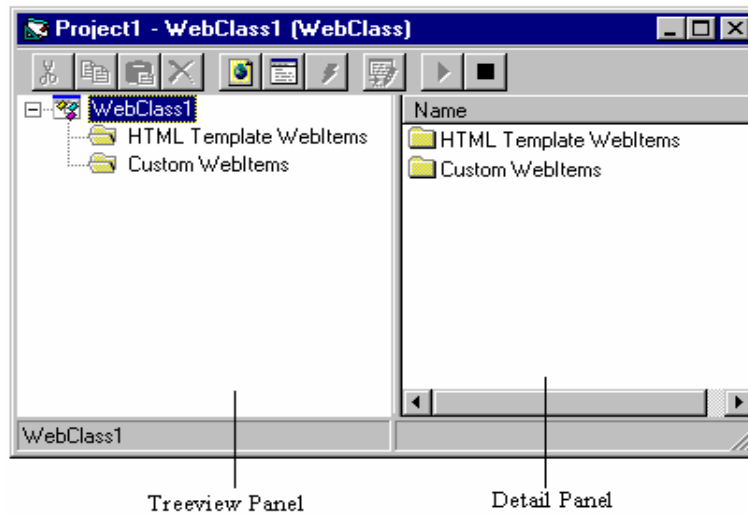 Project1 - WebClass1 (WebClass)
WebClass1
HTML Template WebItems
Custom WebItems
Name
HTML Template WebItems
Custom WebItems
WebClass1
Treeview Panel
Detail Panel